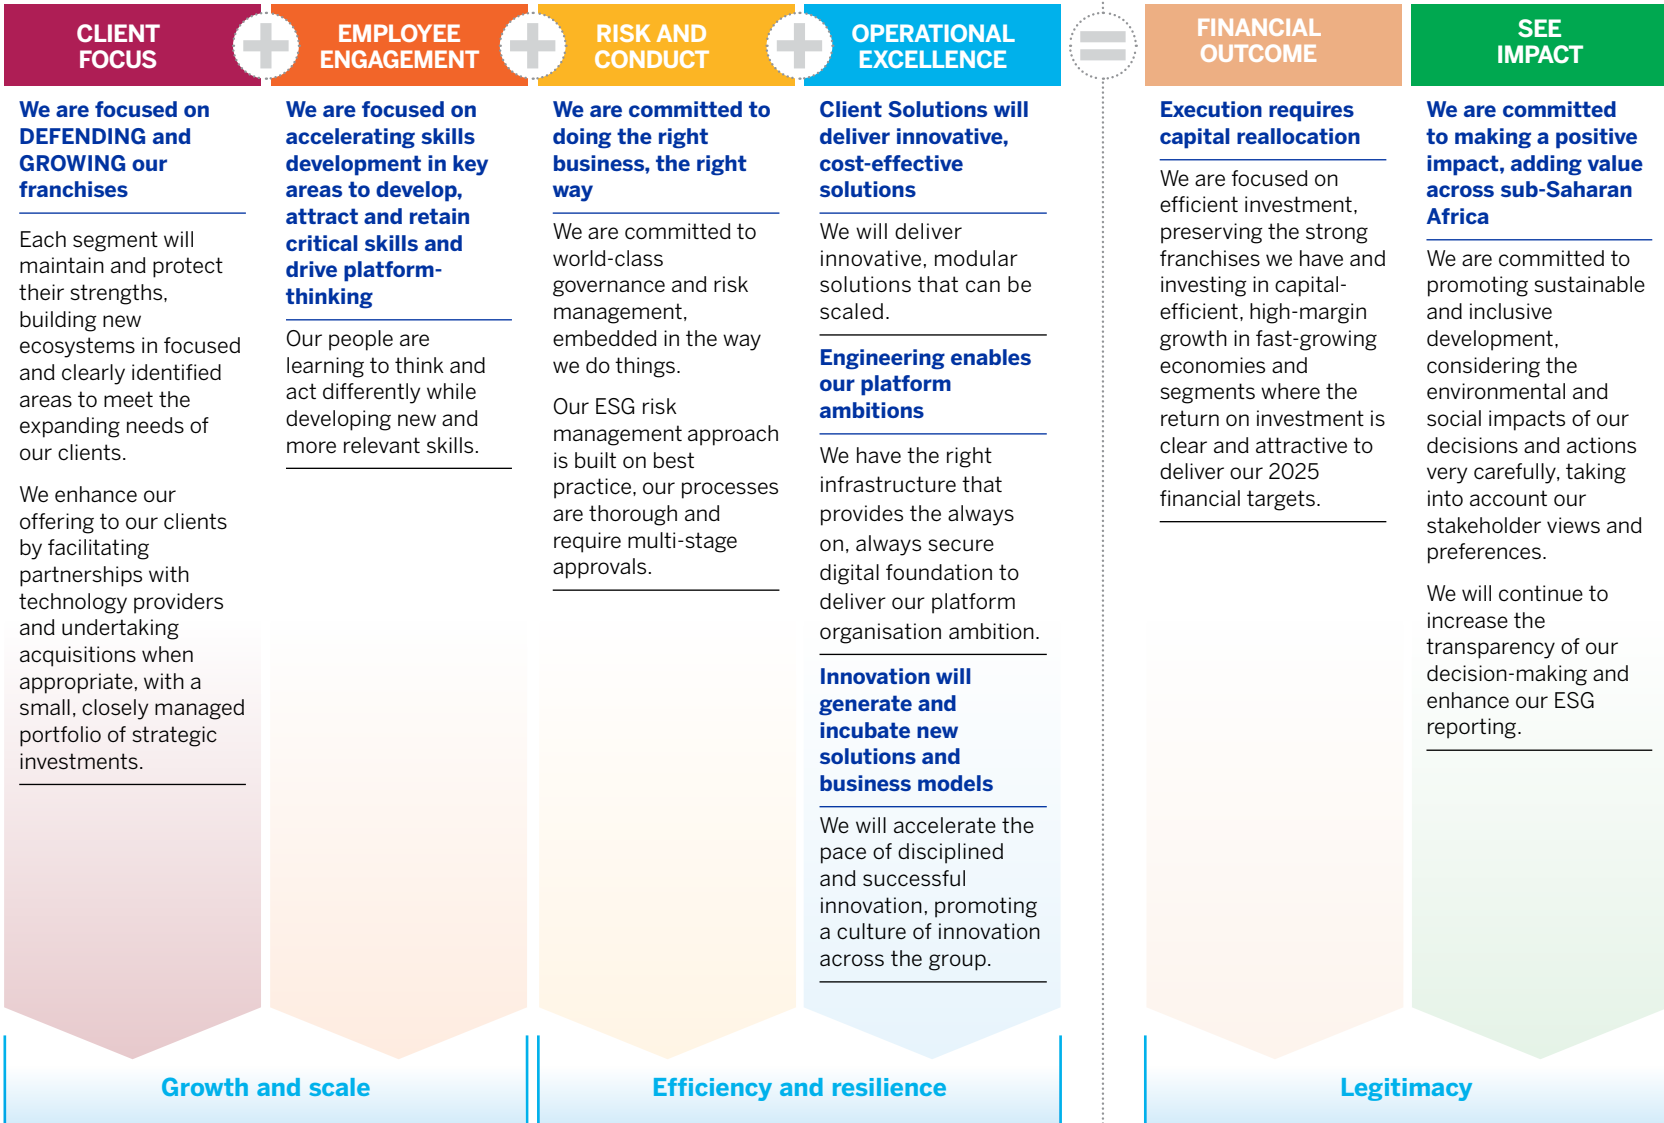 CLIENT
FOCUS
We are focused on
DEFENDING and
GROWING our
franchises
Each segment will
maintain and protect
their strengths,
building new
ecosystems in focused
and clearly identified
areas to meet the
expanding needs of
our clients.
We enhance our
offering to our clients
by facilitating
partnerships with
technology providers
and undertaking
acquisitions when
appropriate, with a
small, closely managed
portfolio of strategic
investments.
EMPLOYEE
ENGAGEMENT
We are focused on
accelerating skills
development in key
areas to develop,
attract and retain
critical skills and
drive platform-
thinking
Our people are
learning to think and
act differently while
developing new and
more relevant skills.
Growth and scale
RISK AND
CONDUCT
We are committed to
doing the right
business, the right
way
We are committed to
world-class
governance and risk
management,
embedded in the way
we do things.
Our ESG risk
management approach
is built on best
practice, our processes
are thorough and
require multi-stage
approvals.
OPERATIONAL
EXCELLENCE
Client Solutions will
deliver innovative,
cost-effective
solutions
We will deliver
innovative, modular
solutions that can be
scaled.
Engineering enables
our platform
ambitions
We have the right
infrastructure that
provides the always
on, always secure
digital foundation to
deliver our platform
organisation ambition.
Innovation will
generate and
incubate new
solutions and
business models
We will accelerate the
pace of disciplined
and successful
innovation, promoting
a culture of innovation
across the group.
Efficiency and resilience
FINANCIAL
OUTCOME
Execution requires
capital reallocation
We are focused on
efficient investment,
preserving the strong
franchises we have and
investing in capital-
efficient, high-margin
growth in fast-growing
economies and
segments where the
return on investment is
clear and attractive to
deliver our 2025
financial targets.
SEE
IMPACT
We are committed
to making a positive
impact, adding value
across sub-Saharan
Africa
We are committed to
promoting sustainable
and inclusive
development,
considering the
environmental and
social impacts of our
decisions and actions
very carefully, taking
into account our
stakeholder views and
preferences.
We will continue to
increase the
transparency of our
decision-making and
enhance our ESG
reporting.
Legitimacy